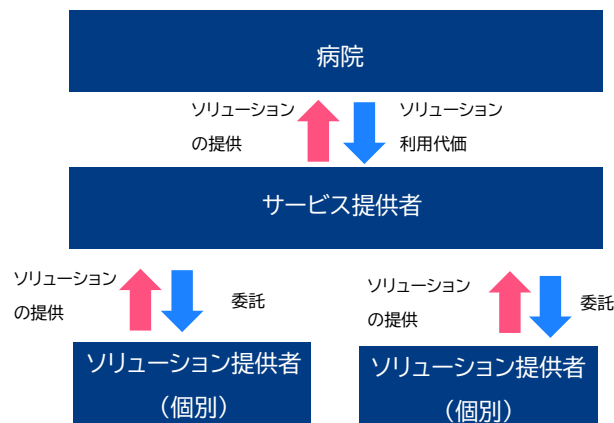 病院
ソリューション
の提供
ソリューション
利用代価
サービス提供者
ソリューション
の提供
委託
ソリューション
の提供
委託
ソリューション提供者
（個別）
ソリューション提供者
（個別）